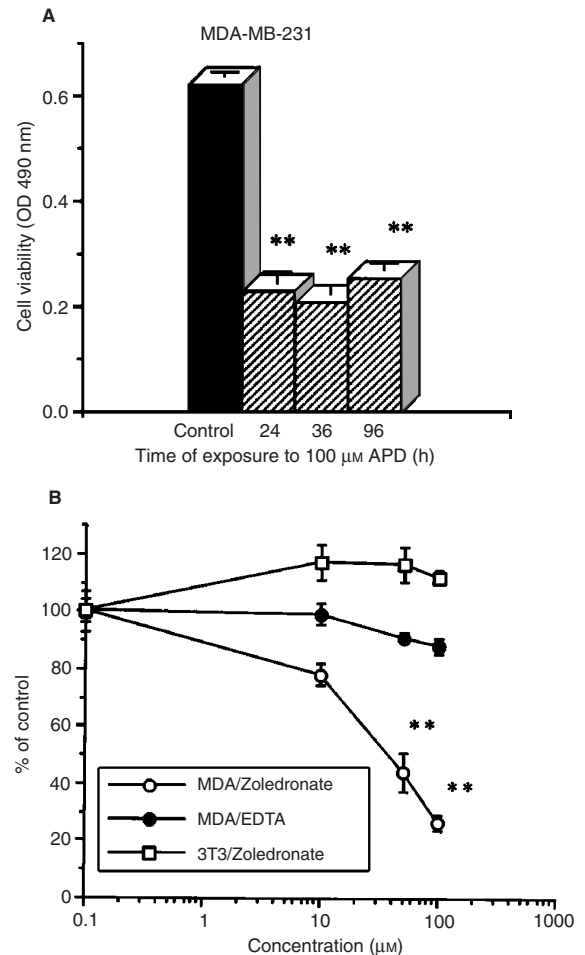 A
MDA-MB-231
Cell viability (OD 490 nm)
0.6
0.4
0.2
0.0
**
**
**
Control 24 36 96
Time of exposure to 100 μM APD (h)
B
% of control
120
100
80
60
40
20
0
**
**
MDA/Zoledronate
MDA/EDTA
3T3/Zoledronate
0.1 1 10 100 1000
Concentration (μM)